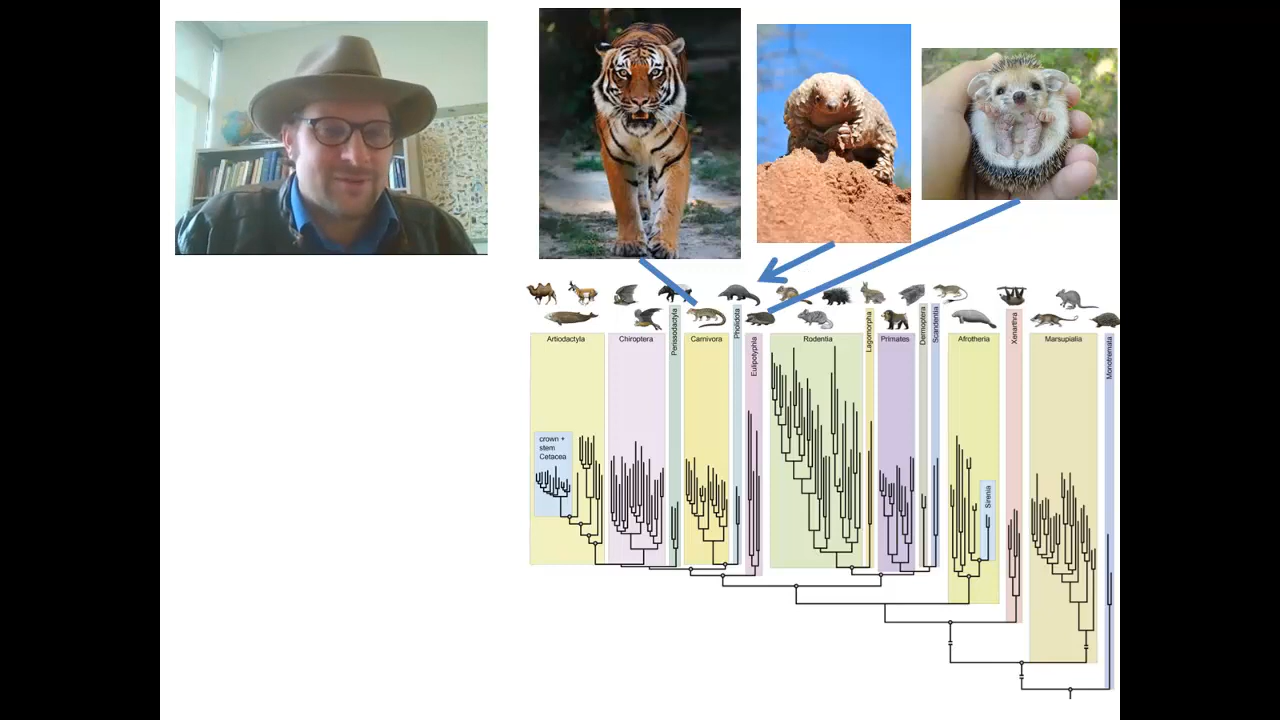 Artiodactyla
Chiroptera
Perissodactyla
Carnivora
Pholidota
Eulipotyphla
Rodentia
Lagomorpha
Primates
Dermoptera
Scandentia
Afrotheria
Xenarthra
Marsupialia
Monotremata
crown +
stem
Cetacea
Sirenia